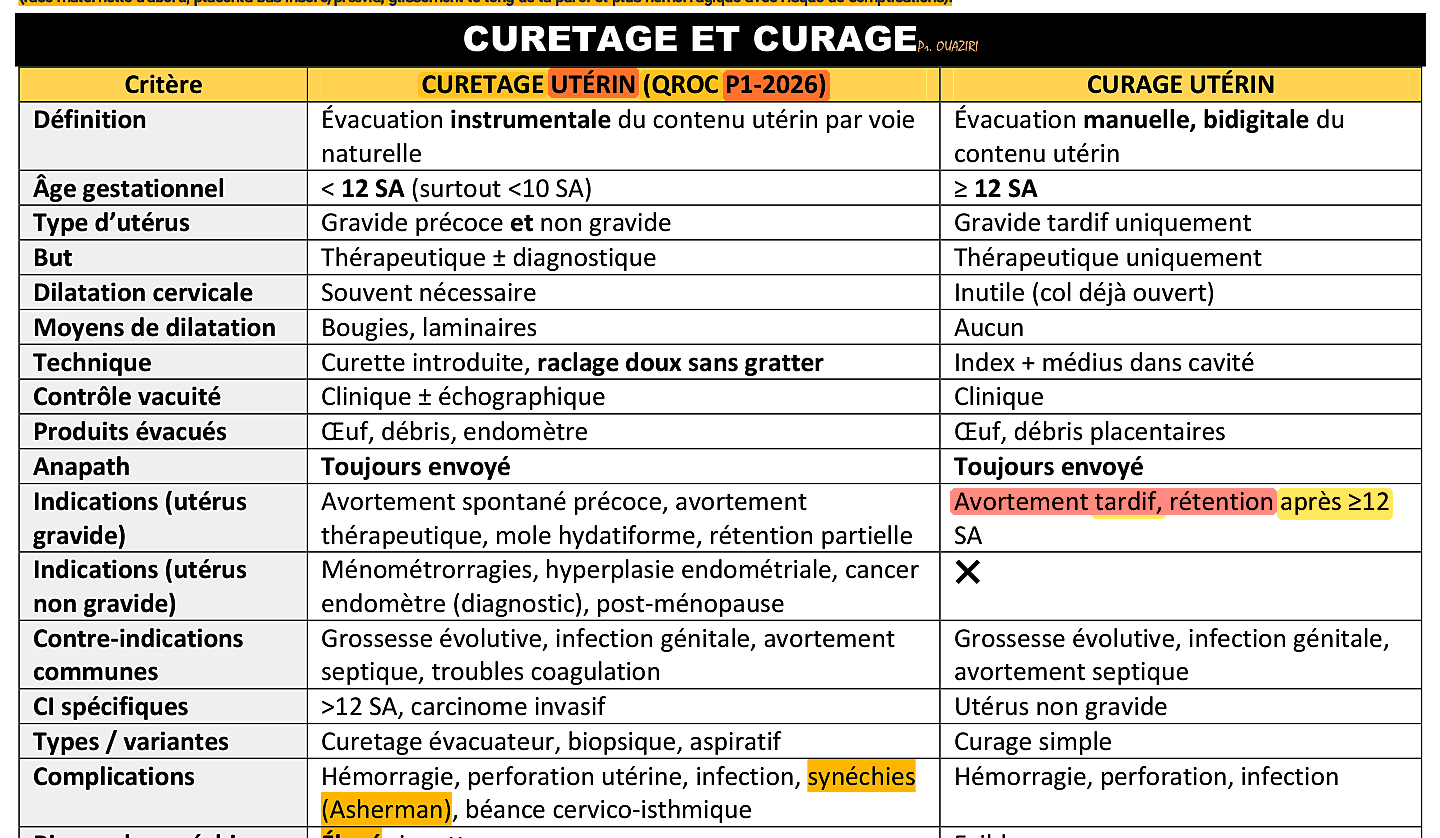 CURETAGE ET CURAGE Pr. OUAZIRI
Critère
CURETAGE UTÉRIN (QROC P1-2026)
CURAGE UTÉRIN
Définition
Évacuation instrumentale du contenu utérin par voie
naturelle
Évacuation manuelle, bidigitale du
contenu utérin
Âge gestationnel
< 12 SA (surtout <10 SA)
≥ 12 SA
Type d’utérus
Gravide précoce et non gravide
Gravide tardif uniquement
But
Thérapeutique ± diagnostique
Thérapeutique uniquement
Dilatation cervicale
Souvent nécessaire
Inutile (col déjà ouvert)
Moyens de dilatation
Bougies, laminaires
Aucun
Technique
Curette introduite, raclage doux sans gratter
Index + médius dans cavité
Contrôle vacuité
Clinique ± échographique
Clinique
Produits évacués
Œuf, débris, endomètre
Œuf, débris placentaires
Anapath
Toujours envoyé
Toujours envoyé
Indications (utérus
gravide)
Avortement spontané précoce, avortement
thérapeutique, mole hydatiforme, rétention partielle
Avortement tardif, rétention après ≥12
SA
Indications (utérus
non gravide)
Ménométrorragies, hyperplasie endométriale, cancer
endomètre (diagnostic), post-ménopause
❌
Contre-indications
communes
Grossesse évolutive, infection génitale, avortement
septique, troubles coagulation
Grossesse évolutive, infection génitale,
avortement septique
CI spécifiques
>12 SA, carcinome invasif
Utérus non gravide
Types / variantes
Curetage évacuateur, biopsique, aspiratif
Curage simple
Complications
Hémorragie, perforation utérine, infection, synéchies
(Asherman), béance cervico-isthmique
Hémorragie, perforation, infection